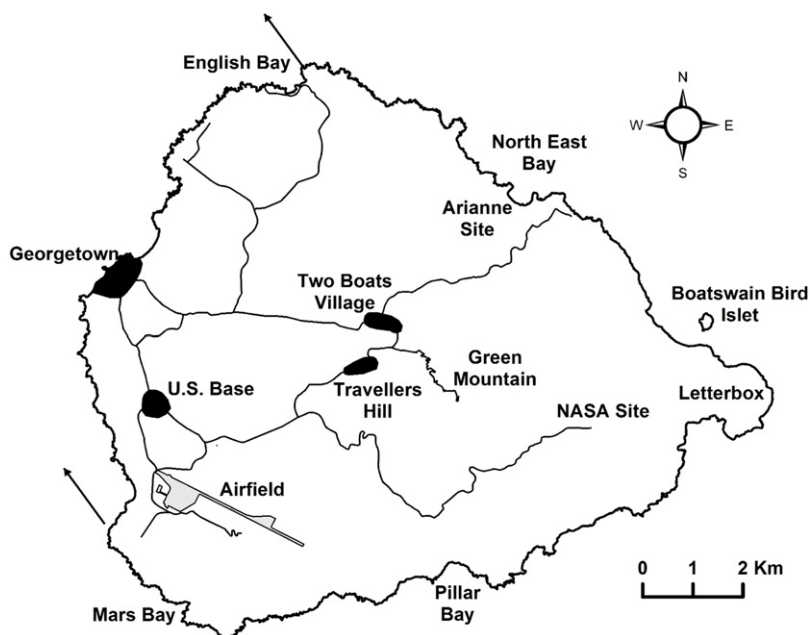 English Bay
N
W
E
S
North East
Bay
Arianne
Site
Georgetown
Two Boats
Village
Boatswain Bird
Islet
Green
Mountain
U.S. Base
Travellers
Hill
Letterbox
NASA Site
Airfield
0 1 2 Km
Pillar
Bay
Mars Bay